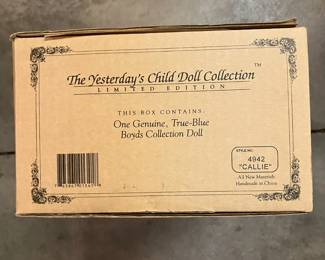 The Yesterday's Child Doll Collection™
LIMITED EDITION
THIS BOX CONTAINS:
One Genuine, True-Blue
Boyds Collection Doll
STYLE NO.
4942
"CALLIE"
All New Materials
Handmade in China